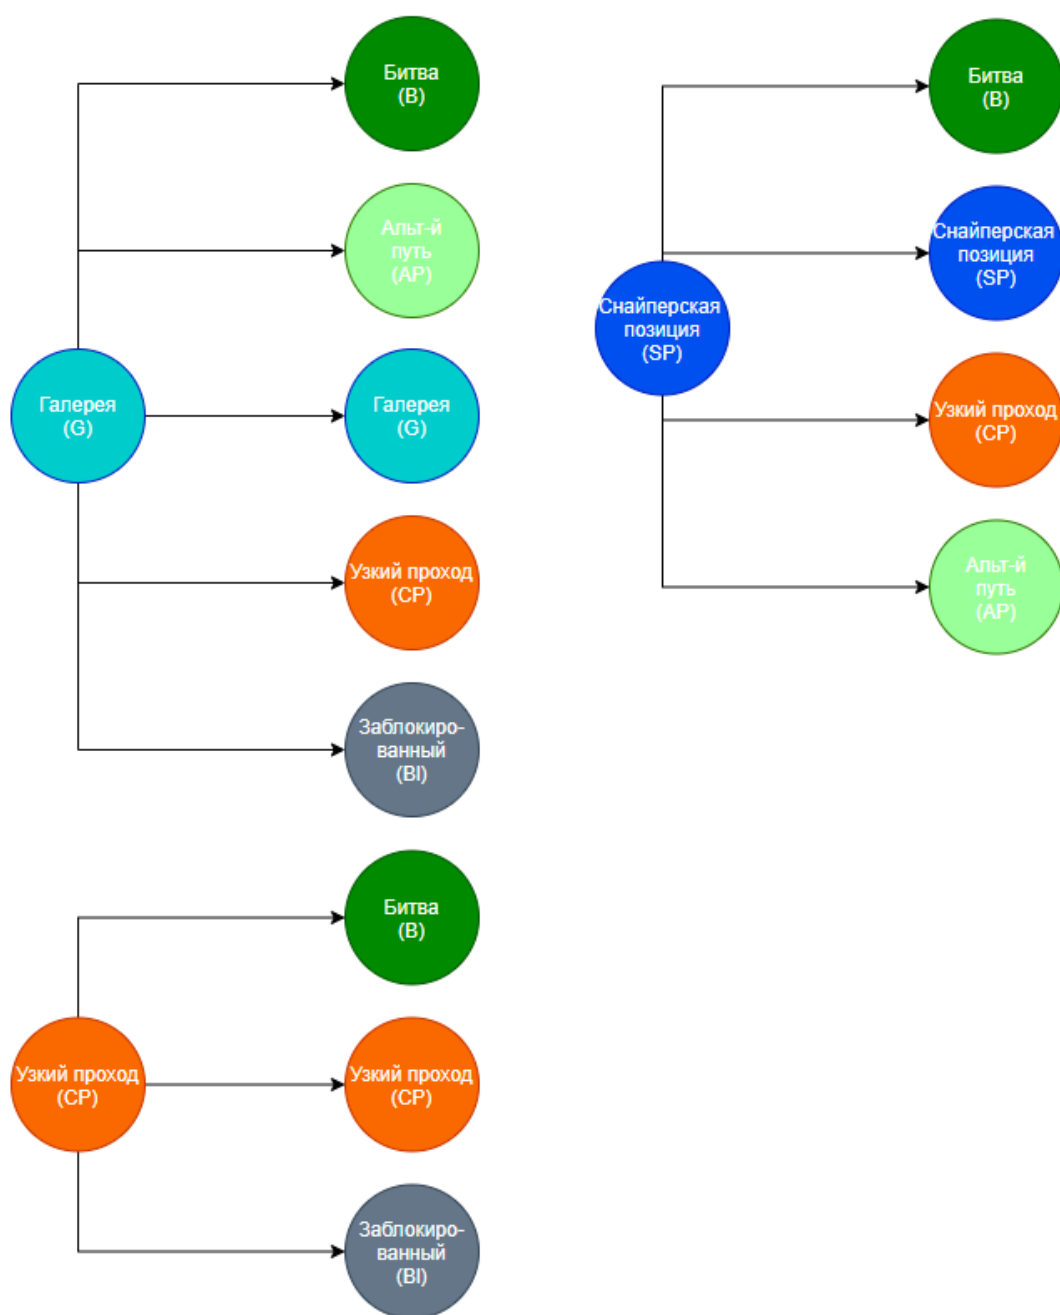 Битва
(B)
Альт-й
путь
(AP)
Галерея
(G)
Галерея
(G)
Узкий проход
(CP)
Заблокиро-
ванный
(Bl)
Битва
(B)
Снайперская
позиция
(SP)
Снайперская
позиция
(SP)
Узкий проход
(CP)
Альт-й
путь
(AP)
Битва
(B)
Узкий проход
(CP)
Узкий проход
(CP)
Заблокиро-
ванный
(Bl)